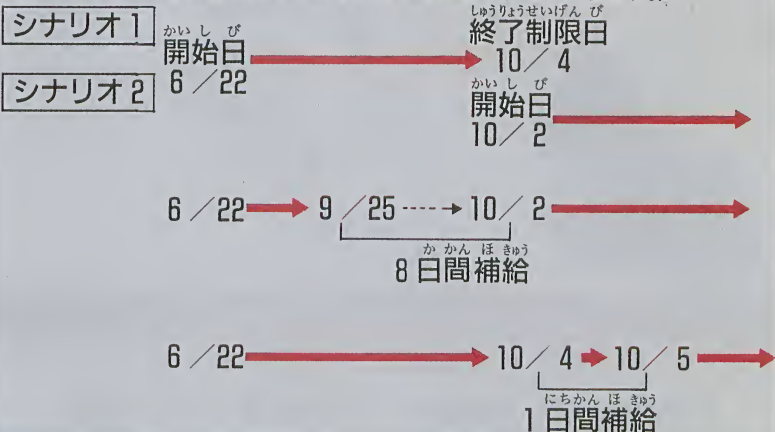 シナリオ1
かいしび
開始日
6／22
しゅうりょうせいげんび
終了制限日
10／4
シナリオ2
かいしび
開始日
10／2
6／22 9／25 10／2
かかんほきゅう
8日間補給
6／22 10／4 10／5
にちかんほきゅう
1日間補給